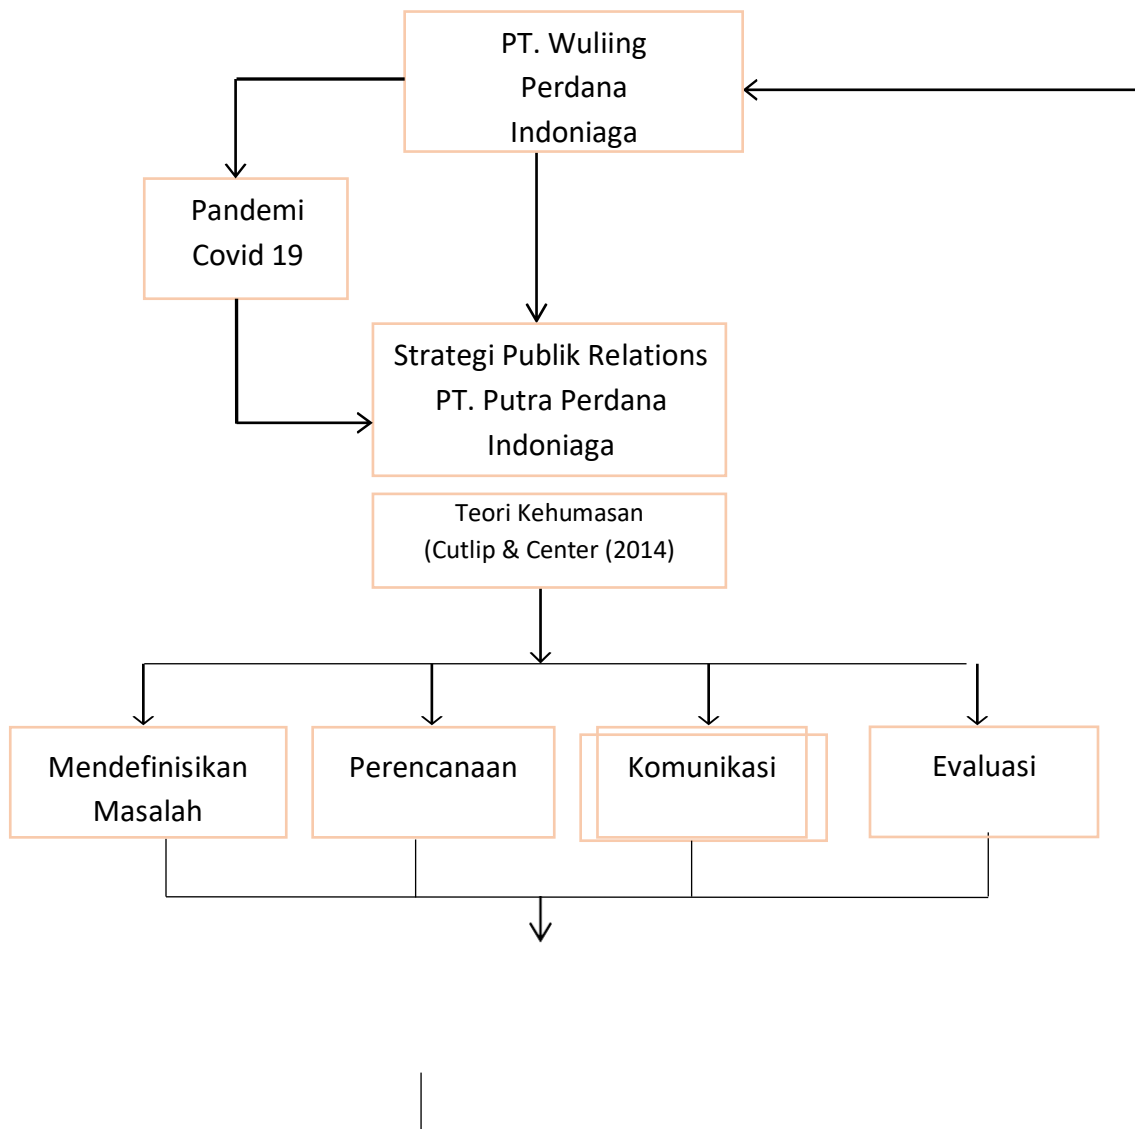 PT. Wuliing
Perdana
Indoniaga
Pandemi
Covid 19
Strategi Publik Relations
PT. Putra Perdana
Indoniaga
Teori Kehumasan
(Cutlip & Center (2014)
Mendefinisikan
Masalah
Perencanaan
Komunikasi
Evaluasi